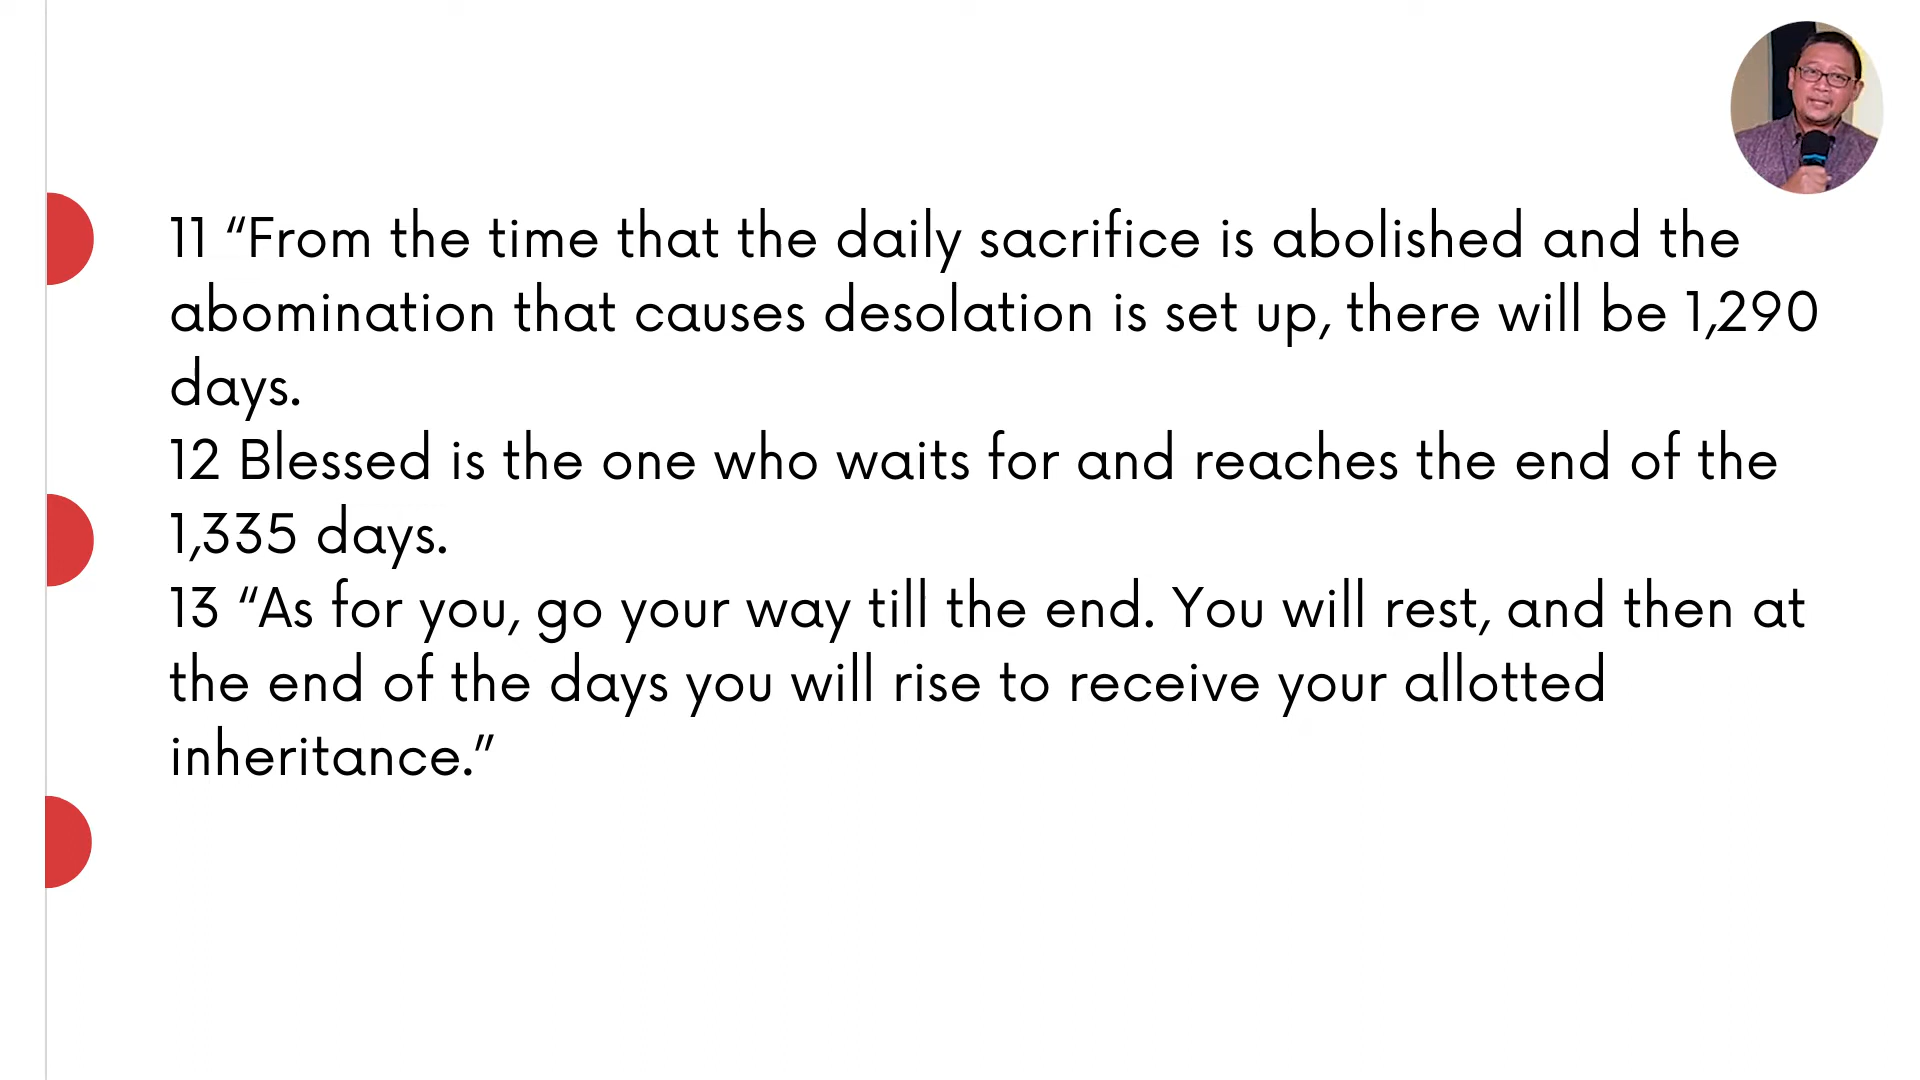 11 “From the time that the daily sacrifice is abolished and the
abomination that causes desolation is set up, there will be 1,290
days.
12 Blessed is the one who waits for and reaches the end of the
1,335 days.
13 “As for you, go your way till the end. You will rest, and then at
the end of the days you will rise to receive your allotted
inheritance.”